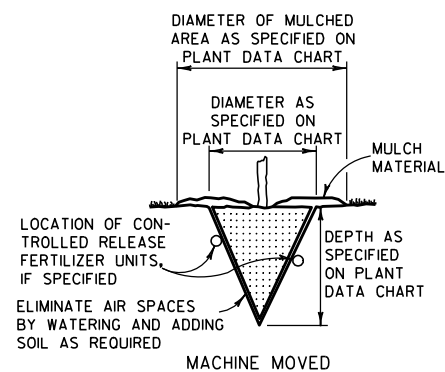 DIAMETER OF MULCHED
AREA AS SPECIFIED ON
PLANT DATA CHART
DIAMETER AS
SPECIFIED ON
PLANT DATA CHART
MULCH
MATERIAL
LOCATION OF CON-
TROLLED RELEASE
FERTILIZER UNITS,
IF SPECIFIED
DEPTH AS
SPECIFIED
ON PLANT
DATA CHART
ELIMINATE AIR SPACES
BY WATERING AND ADDING
SOIL AS REQUIRED
MACHINE MOVED